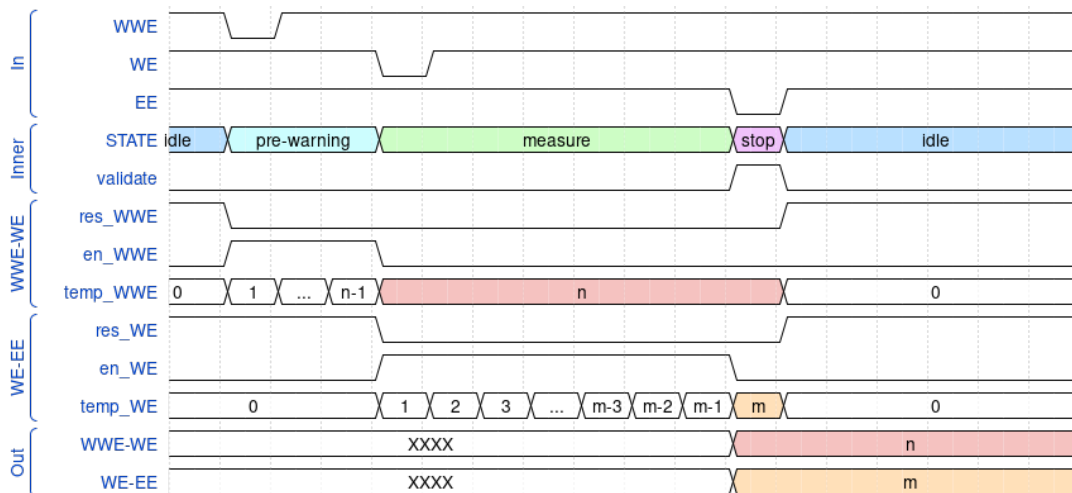 In
WWE
WE
EE
Inner
STATE idle pre-warning measure stop idle
validate
WWE-WE
res_WWE
en_WWE
temp_WWE 0 1 ... n-1 n 0
WE-EE
res_WE
en_WE
temp_WE 0 1 2 3 ... m-3 m-2 m-1 m 0
Out
WWE-WE XXXX n
WE-EE XXXX m